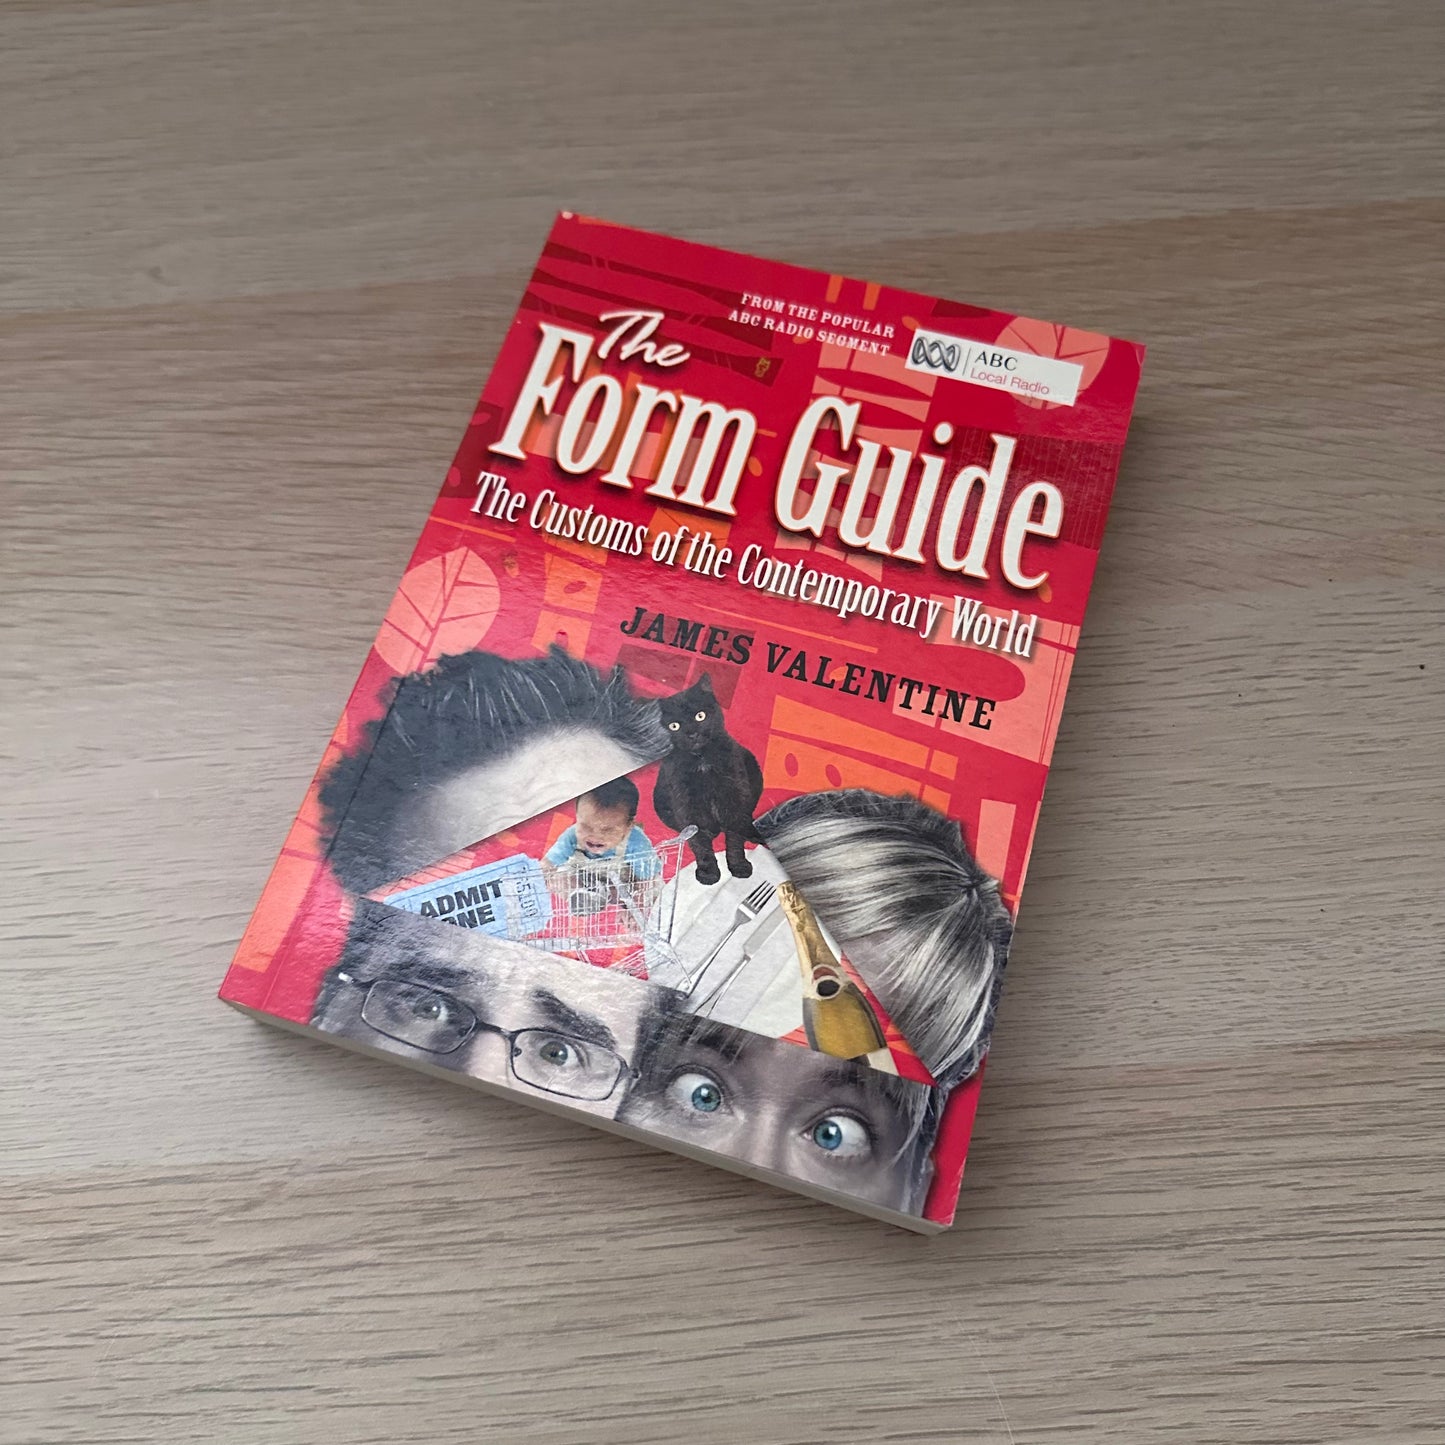 FROM THE POPULAR
ABC RADIO SEGMENT
ABC
Local Radio
The
Form Guide
The Customs of the Contemporary World
JAMES VALENTINE
ADMIT
ONE